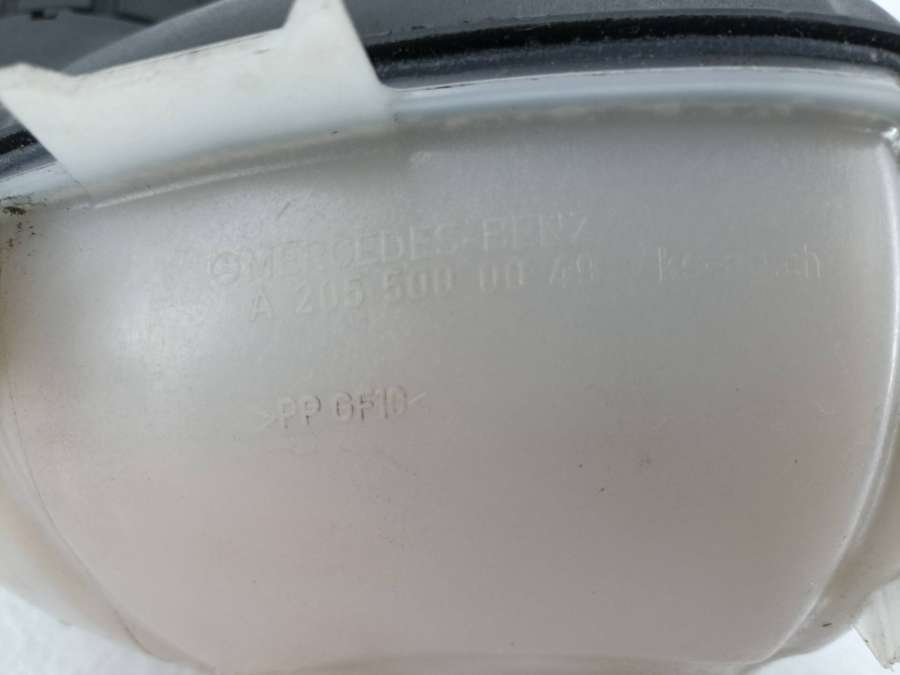 MERCEDES-BENZ
A 205 500 00 49
>PP GF10<